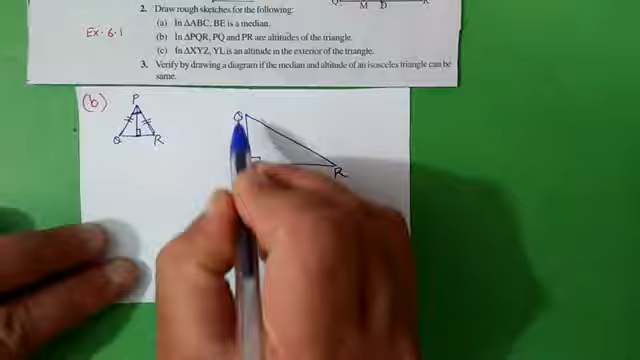 Q M D R
2. Draw rough sketches for the following:
(a) In ΔABC, BE is a median.
(b) In ΔPQR, PQ and PR are altitudes of the triangle.
(c) In ΔXYZ, YL is an altitude in the exterior of the triangle.
3. Verify by drawing a diagram if the median and altitude of an isosceles triangle can be
same.
Ex. 6.1
(b)
P
Q R
Q
R